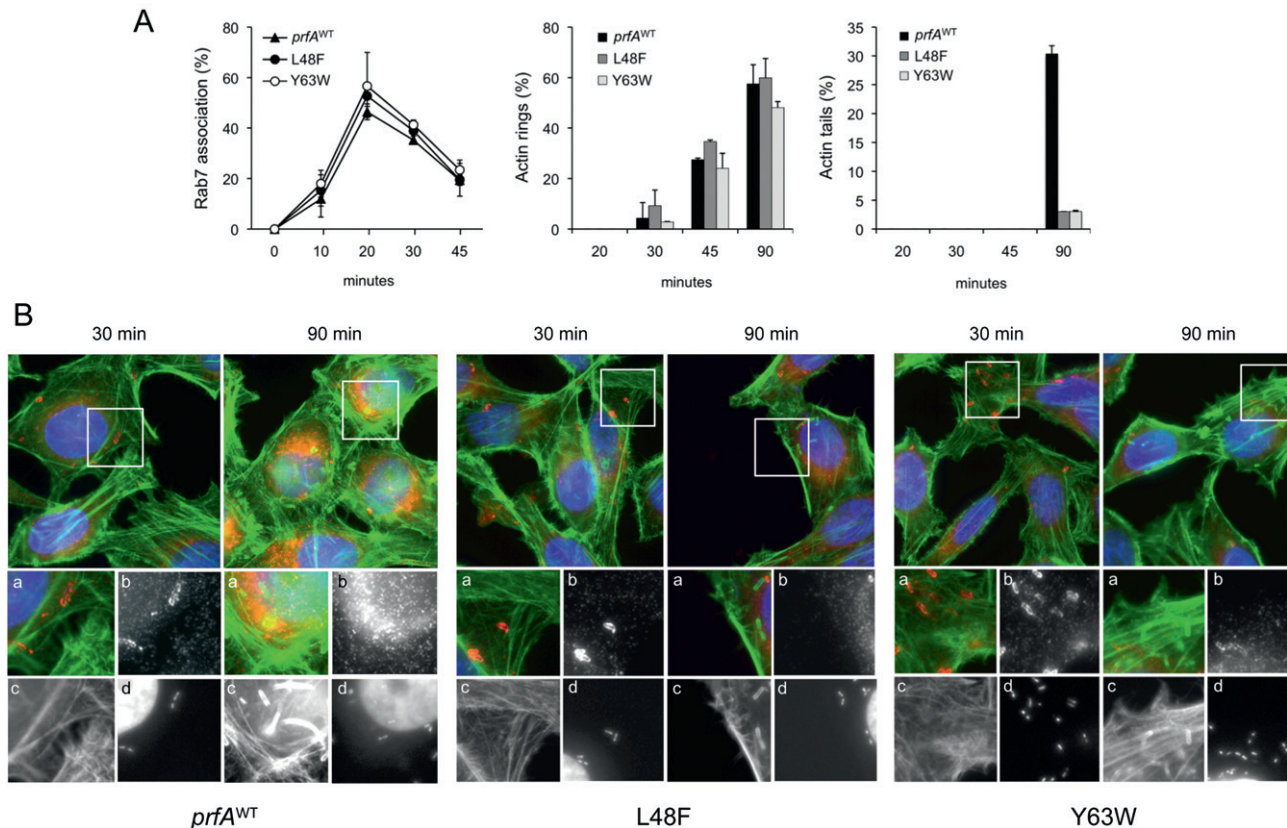 A
80
60
40
20
0
Rab7 association (%)
prfAWT
L48F
Y63W
0 10 20 30 45
minutes
80
60
40
20
0
Actin rings (%)
prfAWT
L48F
Y63W
20 30 45 90
minutes
35
30
25
20
15
10
5
0
Actin tails (%)
prfAWT
L48F
Y63W
20 30 45 90
minutes
B
30 min 90 min 30 min 90 min 30 min 90 min
a b a b a b a b a b a b
c d c d c d c d c d c d
prfAWT L48F Y63W